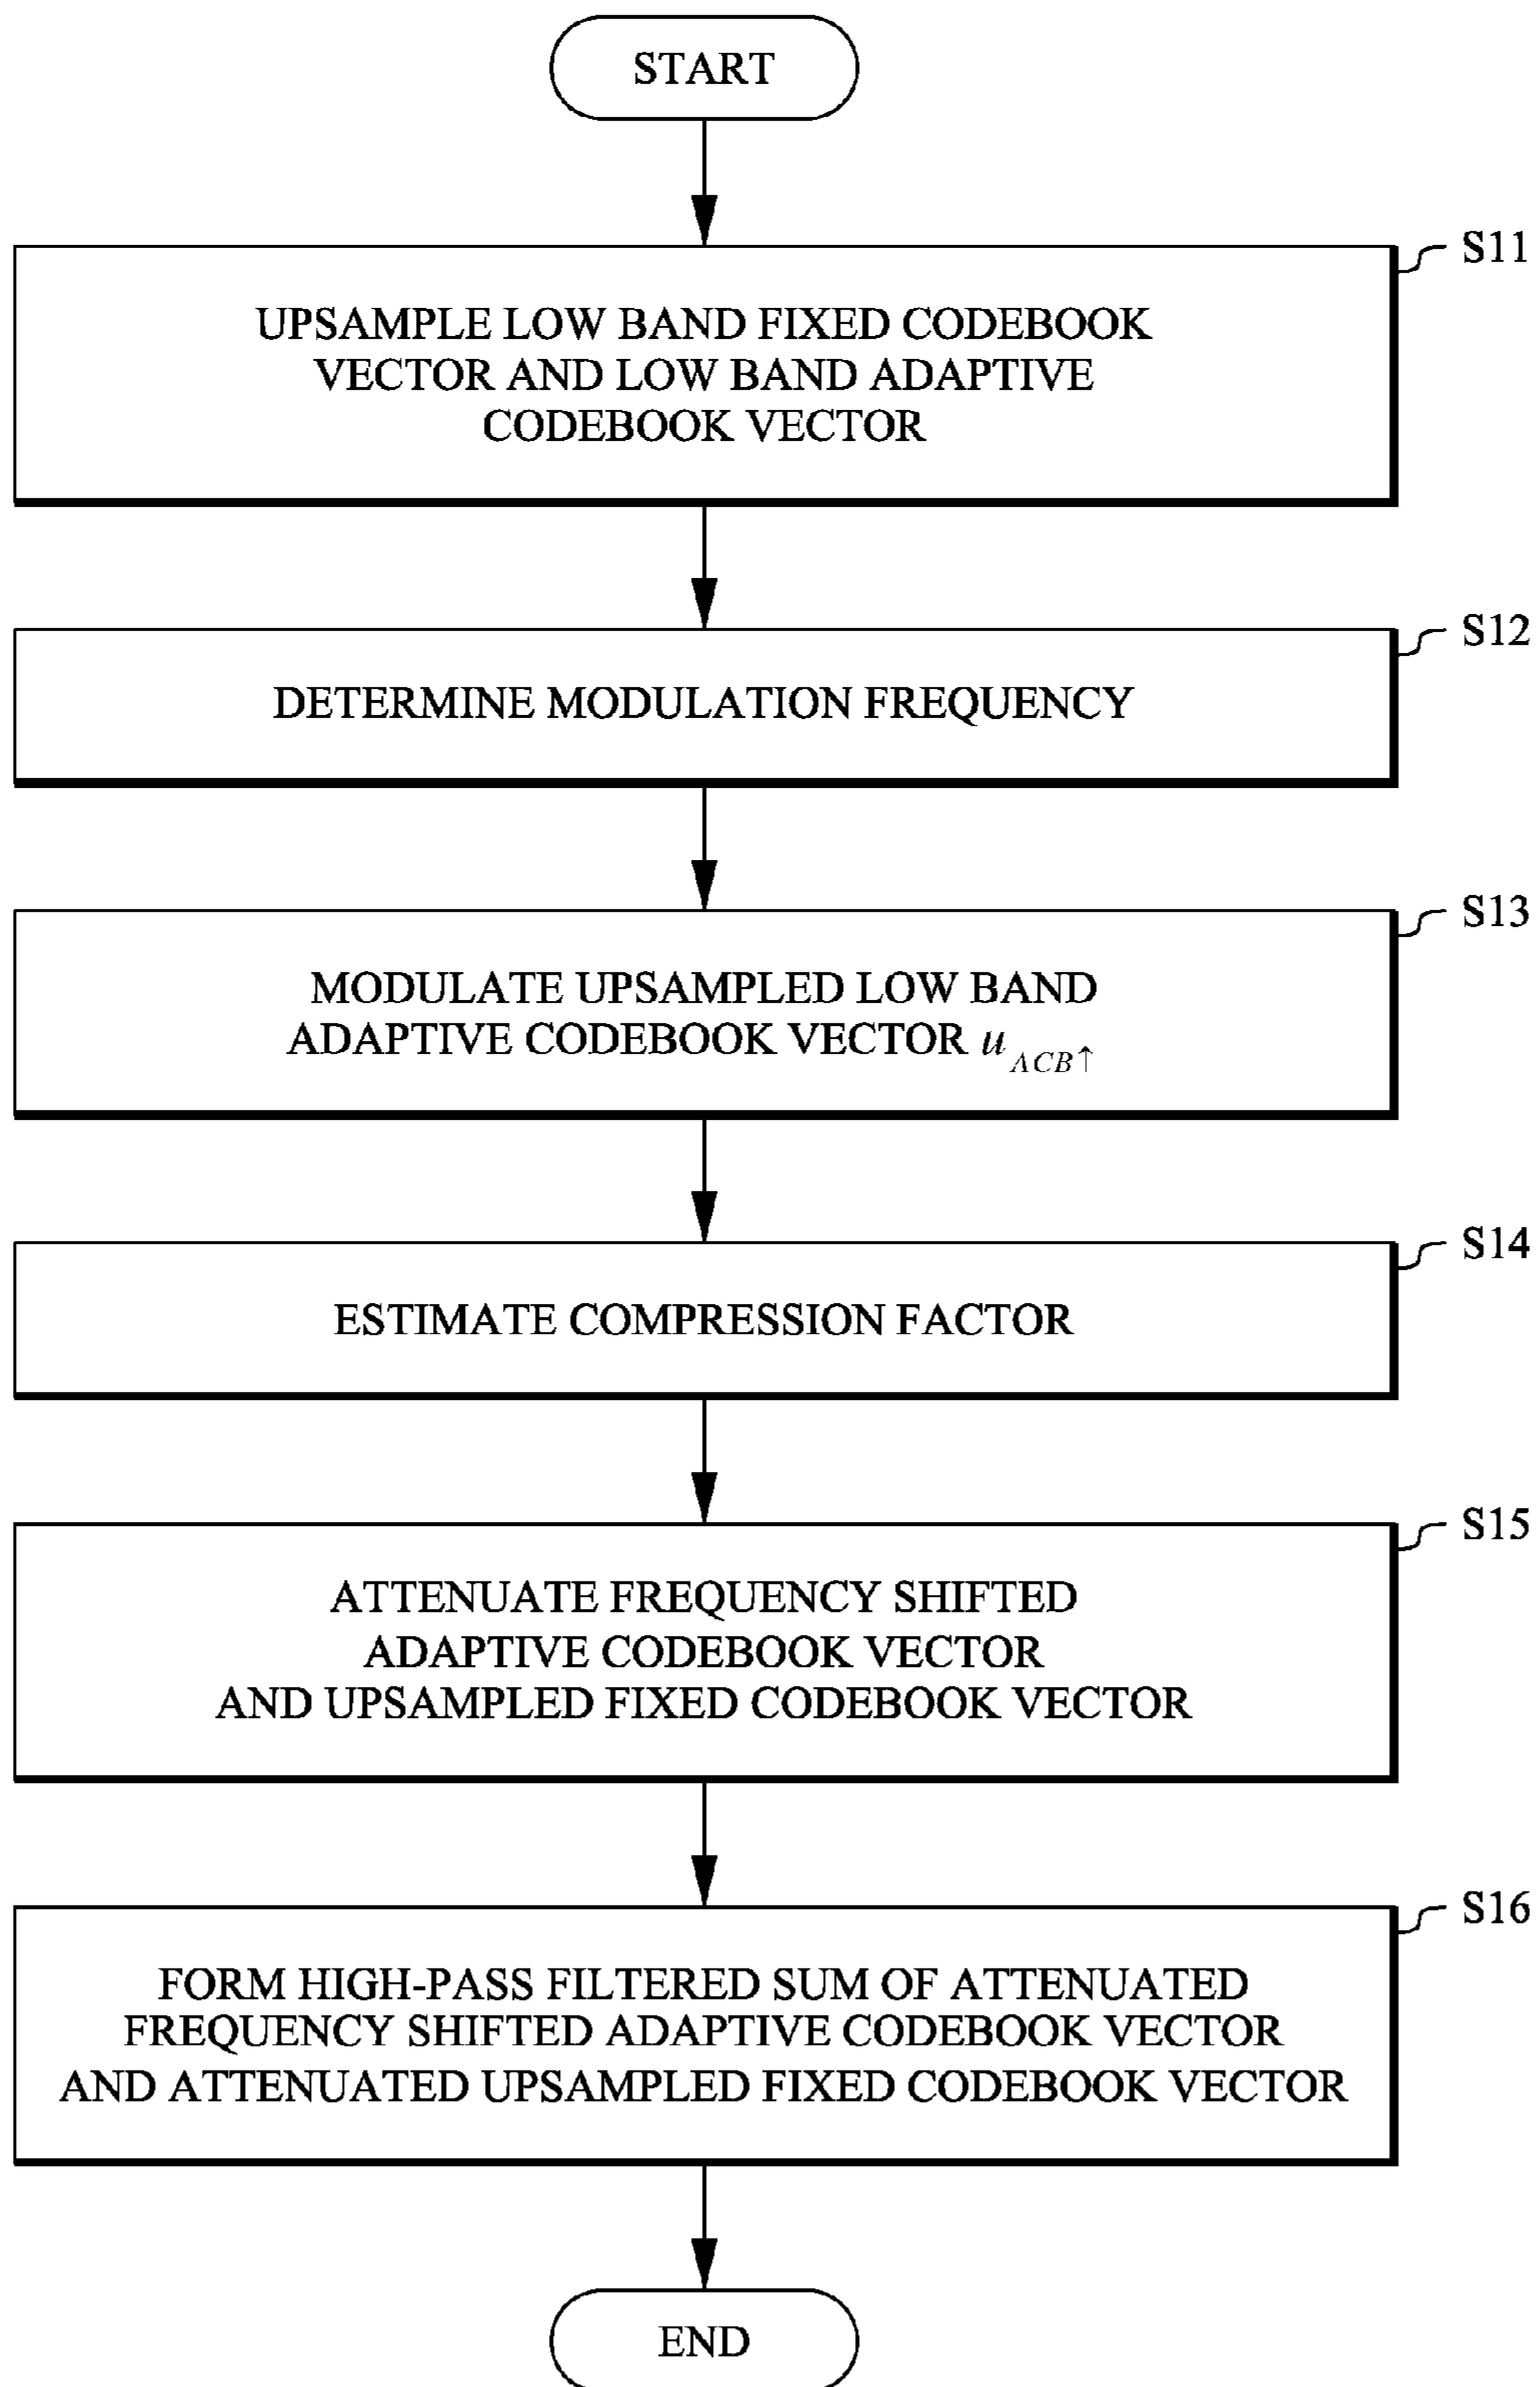 START
S11
UPSAMPLE LOW BAND FIXED CODEBOOK
VECTOR AND LOW BAND ADAPTIVE
CODEBOOK VECTOR
S12
DETERMINE MODULATION FREQUENCY
S13
MODULATE UPSAMPLED LOW BAND
ADAPTIVE CODEBOOK VECTOR u ACB↑
S14
ESTIMATE COMPRESSION FACTOR
S15
ATTENUATE FREQUENCY SHIFTED
ADAPTIVE CODEBOOK VECTOR
AND UPSAMPLED FIXED CODEBOOK VECTOR
S16
FORM HIGH-PASS FILTERED SUM OF ATTENUATED
FREQUENCY SHIFTED ADAPTIVE CODEBOOK VECTOR
AND ATTENUATED UPSAMPLED FIXED CODEBOOK VECTOR
END